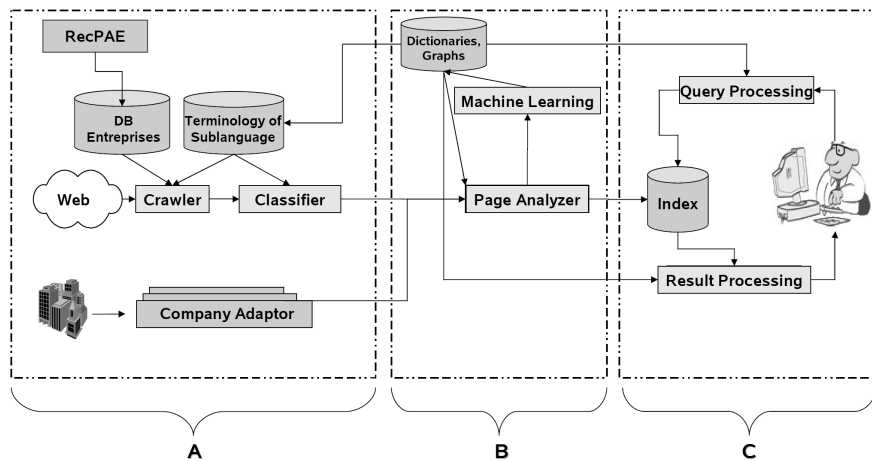 RecPAE
Dictionaries,
Graphs
DB
Entreprises
Terminology of
Sublanguage
Machine Learning
Query Processing
Web
Crawler
Classifier
Page Analyzer
Index
Result Processing
Company Adaptor
A
B
C